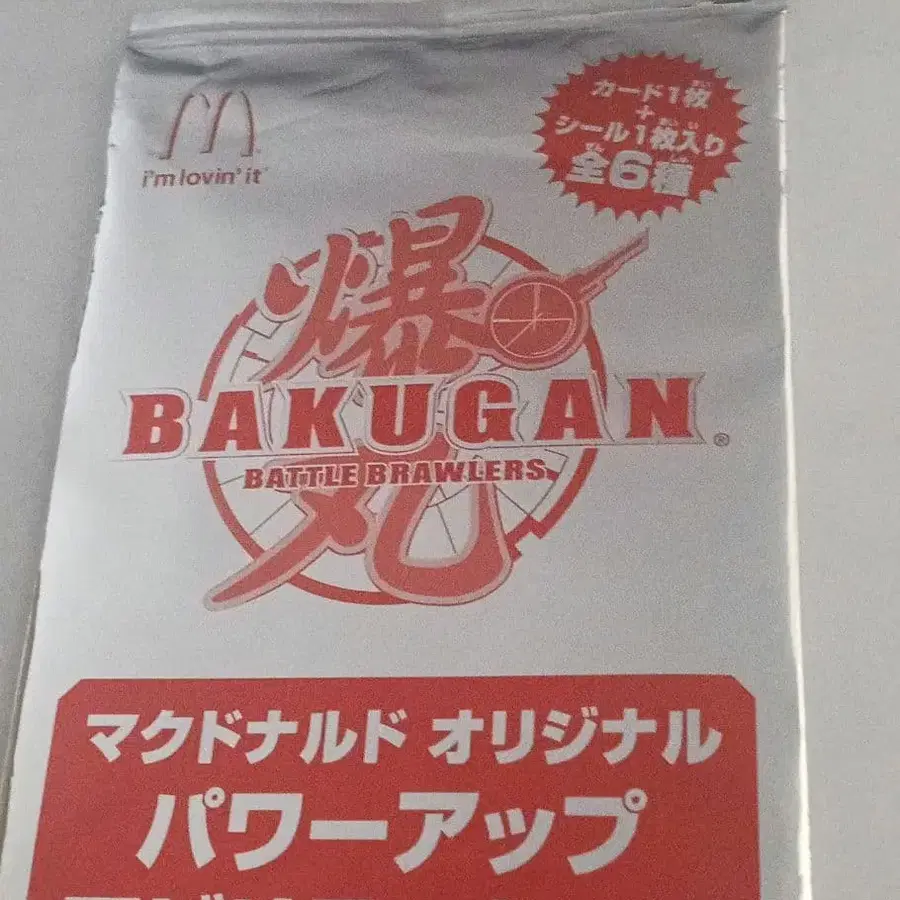 i'm lovin' it
カード1枚
+
シール1枚入り
全6種
爆丸
BAKUGAN®
BATTLE BRAWLERS™
マクドナルド オリジナル
パワーアップ